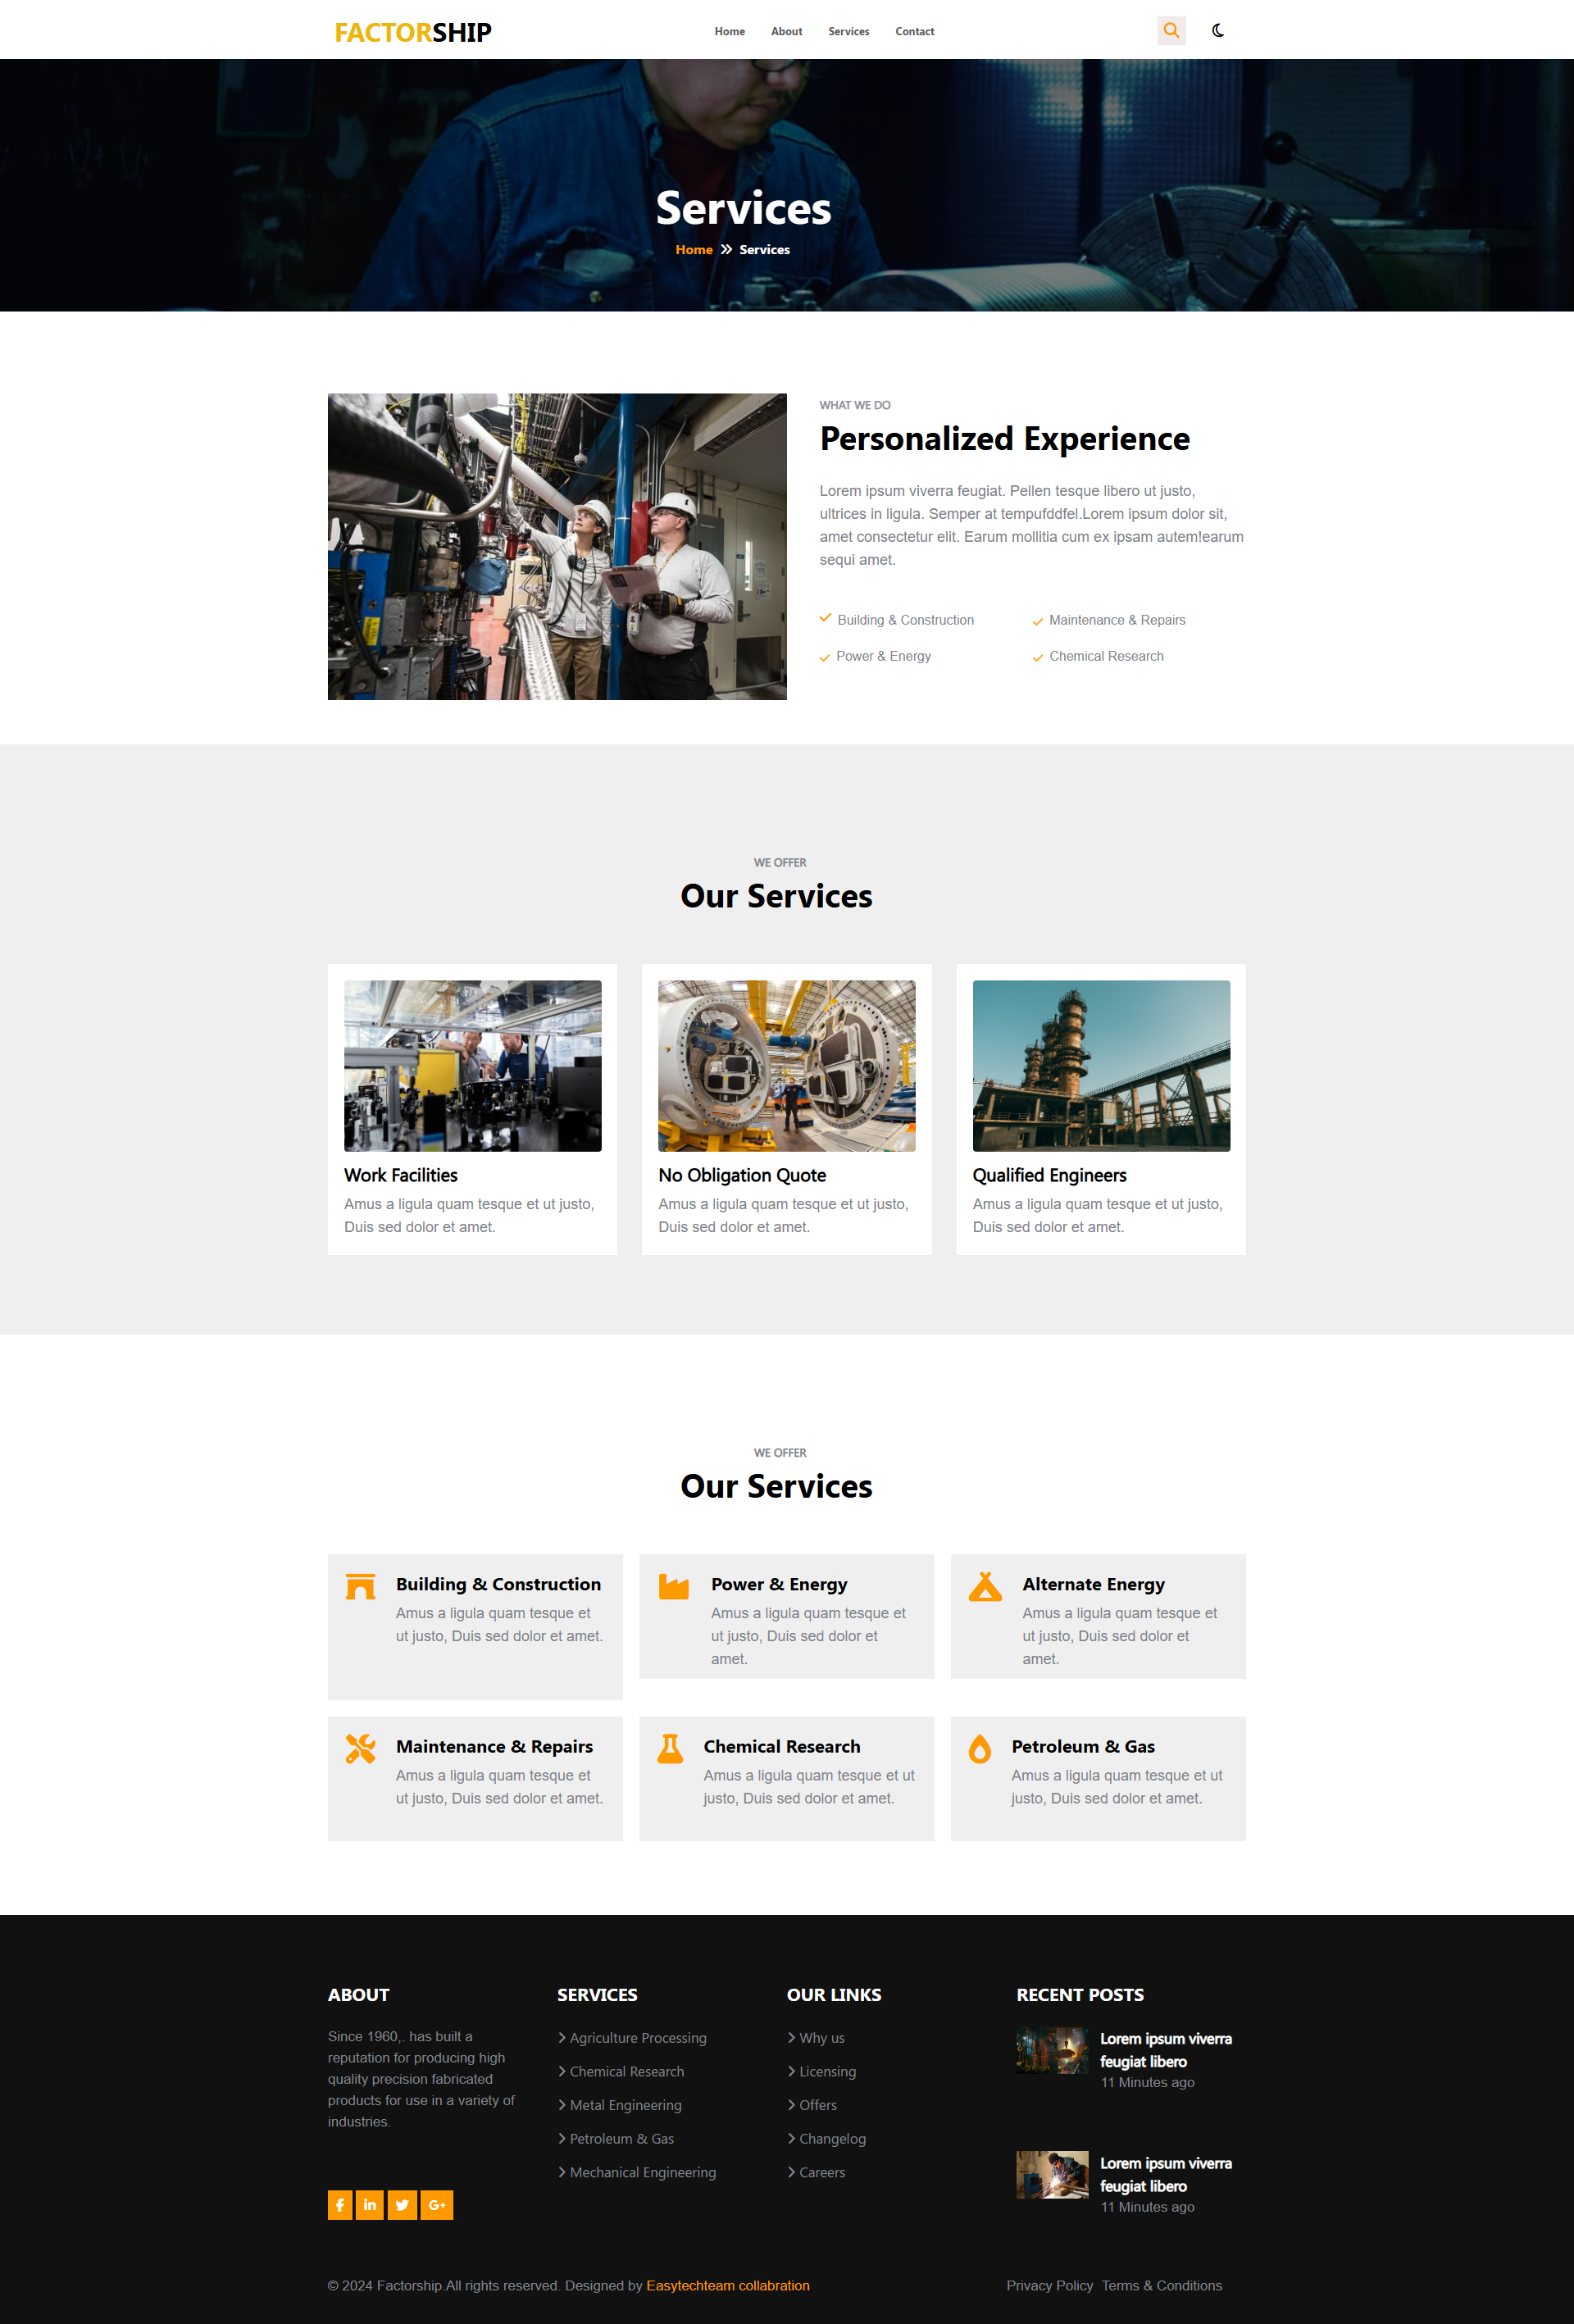 FACTORSHIP
Home About Services Contact
Services
Home Services
WHAT WE DO
Personalized Experience
Lorem ipsum viverra feugiat. Pellen tesque libero ut justo,
ultrices in ligula. Semper at tempufddfel.Lorem ipsum dolor sit,
amet consectetur elit. Earum mollitia cum ex ipsam autem!earum
sequi amet.
Building & Construction
Maintenance & Repairs
Power & Energy
Chemical Research
WE OFFER
Our Services
Work Facilities
Amus a ligula quam tesque et ut justo,
Duis sed dolor et amet.
No Obligation Quote
Amus a ligula quam tesque et ut justo,
Duis sed dolor et amet.
Qualified Engineers
Amus a ligula quam tesque et ut justo,
Duis sed dolor et amet.
WE OFFER
Our Services
Building & Construction
Amus a ligula quam tesque et
ut justo, Duis sed dolor et amet.
Power & Energy
Amus a ligula quam tesque et
ut justo, Duis sed dolor et
amet.
Alternate Energy
Amus a ligula quam tesque et
ut justo, Duis sed dolor et
amet.
Maintenance & Repairs
Amus a ligula quam tesque et
ut justo, Duis sed dolor et amet.
Chemical Research
Amus a ligula quam tesque et ut
justo, Duis sed dolor et amet.
Petroleum & Gas
Amus a ligula quam tesque et ut
justo, Duis sed dolor et amet.
ABOUT
Since 1960,. has built a
reputation for producing high
quality precision fabricated
products for use in a variety of
industries.
SERVICES
Agriculture Processing
Chemical Research
Metal Engineering
Petroleum & Gas
Mechanical Engineering
OUR LINKS
Why us
Licensing
Offers
Changelog
Careers
RECENT POSTS
Lorem ipsum viverra
feugiat libero
11 Minutes ago
Lorem ipsum viverra
feugiat libero
11 Minutes ago
© 2024 Factorship.All rights reserved. Designed by Easytechteam collabration
Privacy Policy Terms & Conditions